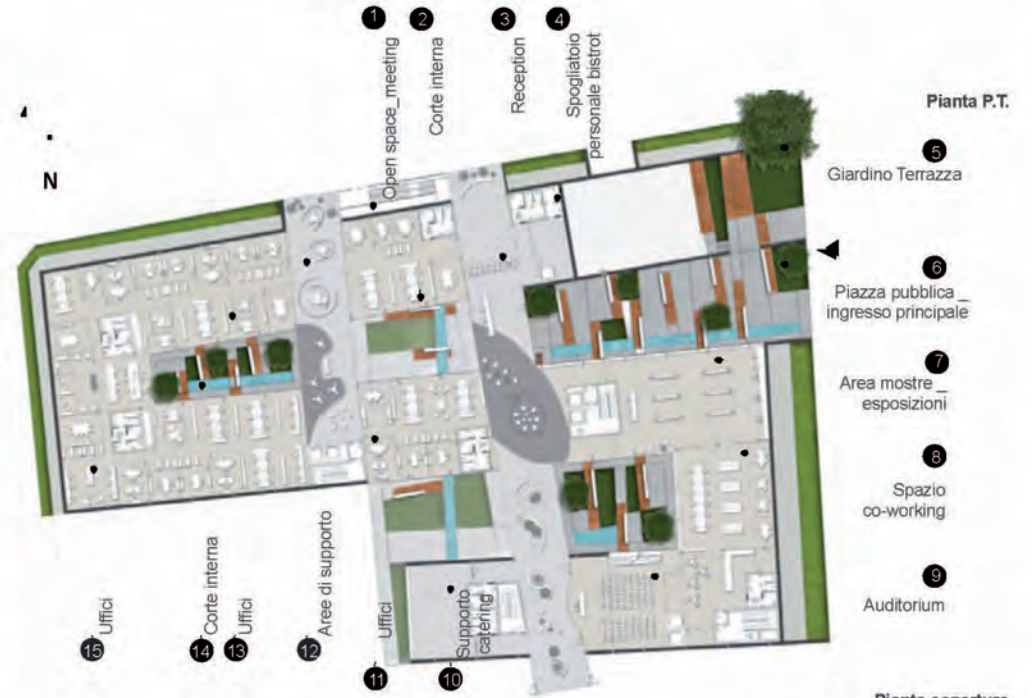 1
Open space_meeting
2
Corte interna
3
Reception
4
Spogliatoio
personale bistrot
Pianta P.T.
N
5
Giardino Terrazza
6
Piazza pubblica _
ingresso principale
7
Area mostre _
esposizioni
8
Spazio
co-working
9
Auditorium
15
Uffici
14
Corte interna
13
Uffici
12
Aree di supporto
11
Uffici
10
Supporto
catering